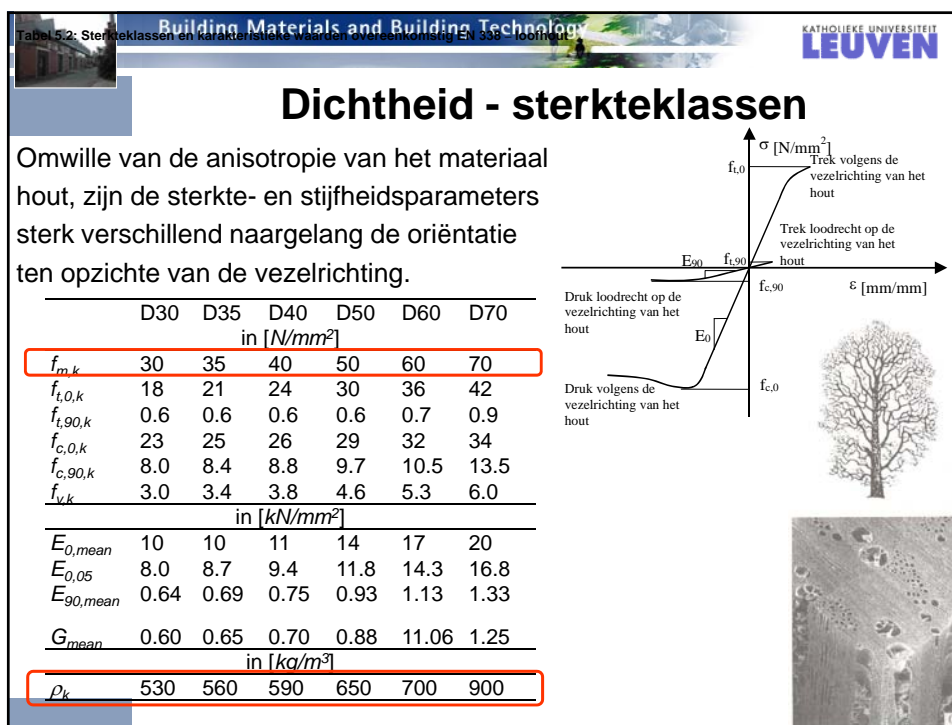 Building Materials and Building Technology
Tabel 5.2: Sterkteklassen en karakteristieke waarden overeenkomstig EN 338 – loofhout
KATHOLIEKE UNIVERSITEIT
LEUVEN
Dichtheid - sterkteklassen
Omwille van de anisotropie van het materiaal
hout, zijn de sterkte- en stijfheidsparameters
sterk verschillend naargelang de oriëntatie
ten opzichte van de vezelrichting.
D30 D35 D40 D50 D60 D70
in [N/mm²]
f_m,k 30 35 40 50 60 70
f_t,0,k 18 21 24 30 36 42
f_t,90,k 0.6 0.6 0.6 0.6 0.7 0.9
f_c,0,k 23 25 26 29 32 34
f_c,90,k 8.0 8.4 8.8 9.7 10.5 13.5
f_v,k 3.0 3.4 3.8 4.6 5.3 6.0
in [kN/mm²]
E_0,mean 10 10 11 14 17 20
E_0,05 8.0 8.7 9.4 11.8 14.3 16.8
E_90,mean 0.64 0.69 0.75 0.93 1.13 1.33
G_mean 0.60 0.65 0.70 0.88 11.06 1.25
in [kg/m³]
ρ_k 530 560 590 650 700 900
σ [N/mm²]
f_t,0
Trek volgens de
vezelrichting van het
hout
Trek loodrecht op de
vezelrichting van het
hout
E_90
f_t,90
f_c,90
ε [mm/mm]
Druk loodrecht op de
vezelrichting van het
hout
E_0
Druk volgens de
vezelrichting van het
hout
f_c,0